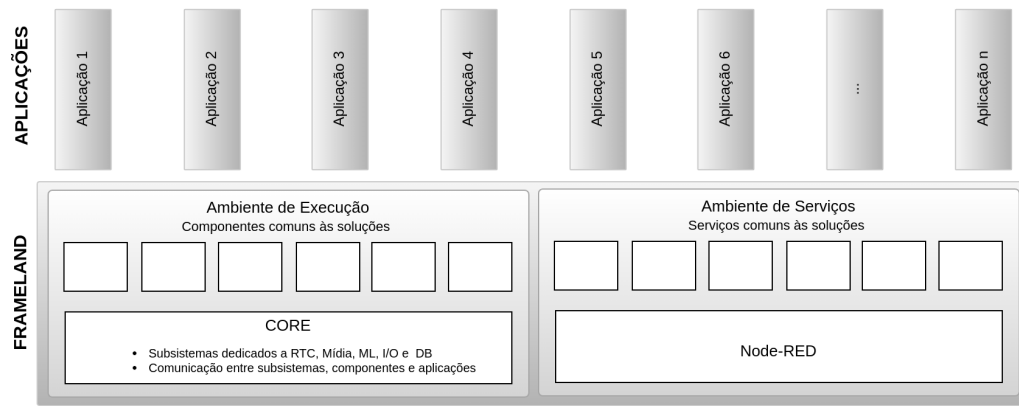 APLICAÇÕES
Aplicação 1
Aplicação 2
Aplicação 3
Aplicação 4
Aplicação 5
Aplicação 6
...
Aplicação n
FRAMELAND
Ambiente de Execução
Componentes comuns às soluções
CORE
• Subsistemas dedicados a RTC, Mídia, ML, I/O e DB
• Comunicação entre subsistemas, componentes e aplicações
Ambiente de Serviços
Serviços comuns às soluções
Node-RED